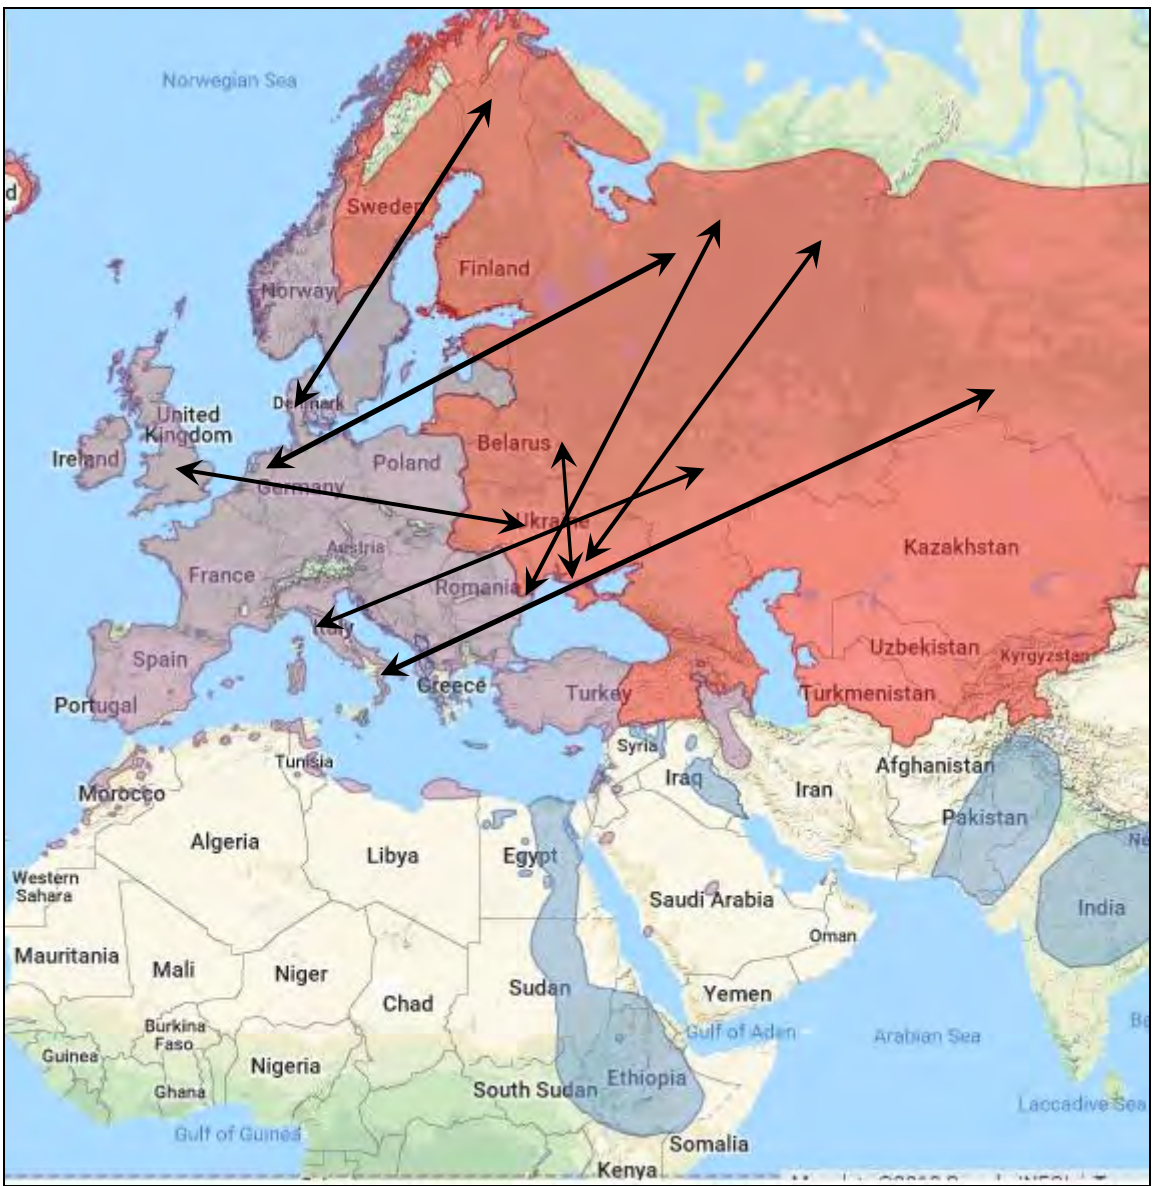 Norwegian Sea
d
Sweden
Finland
Norway
Denmark
United
Kingdom
Ireland
Belarus
Poland
Germany
Ukraine
Austria
Kazakhstan
France
Romania
Italy
Uzbekistan
Kyrgyzstan
Spain
Greece
Turkey
Turkmenistan
Portugal
Syria
Tunisia
Afghanistan
Iraq
Iran
Morocco
Pakistan
Algeria
Libya
Egypt
Ne
Western
Sahara
Saudi Arabia
India
Oman
Mauritania
Mali
Niger
Sudan
Yemen
Chad
Burkina
Faso
Gulf of Aden
Arabian Sea
Ba
Guinea
Nigeria
Ethiopia
Ghana
South Sudan
Laccadive Sea
Gulf of Guinea
Somalia
Kenya